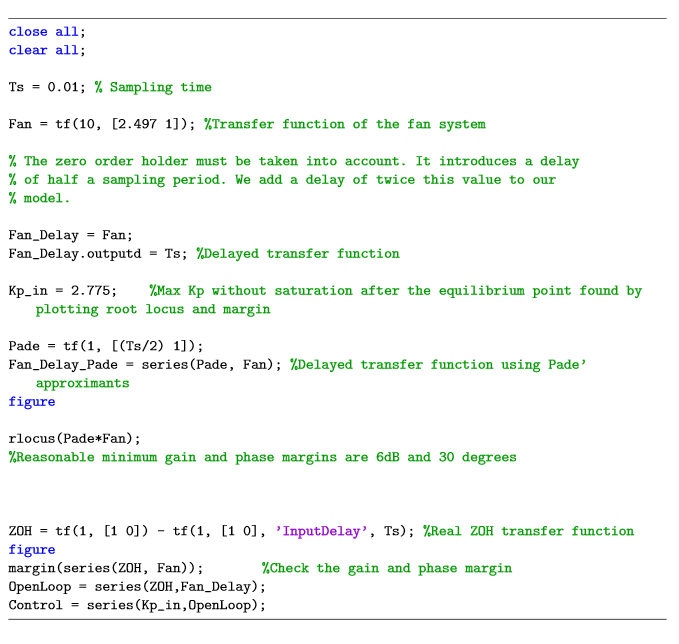 close all;
clear all;
Ts = 0.01; % Sampling time
Fan = tf(10, [2.497 1]); %Transfer function of the fan system
% The zero order holder must be taken into account. It introduces a delay
% of half a sampling period. We add a delay of twice this value to our
% model.
Fan_Delay = Fan;
Fan_Delay.outputd = Ts; %Delayed transfer function
Kp_in = 2.775; %Max Kp without saturation after the equilibrium point found by
plotting root locus and margin
Pade = tf(1, [(Ts/2) 1]);
Fan_Delay_Pade = series(Pade, Fan); %Delayed transfer function using Pade’
approximants
figure
rlocus(Pade*Fan);
%Reasonable minimum gain and phase margins are 6dB and 30 degrees
ZOH = tf(1, [1 0]) - tf(1, [1 0], ’InputDelay’, Ts); %Real ZOH transfer function
figure
margin(series(ZOH, Fan)); %Check the gain and phase margin
OpenLoop = series(ZOH,Fan_Delay);
Control = series(Kp_in,OpenLoop);